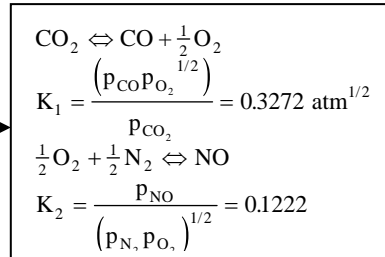 CO₂ ⇔ CO + ½ O₂
K₁ = (p_CO p_O₂^1/2) / p_CO₂ = 0.3272 atm^1/2
½ O₂ + ½ N₂ ⇔ NO
K₂ = p_NO / (p_N₂ p_O₂)^1/2 = 0.1222